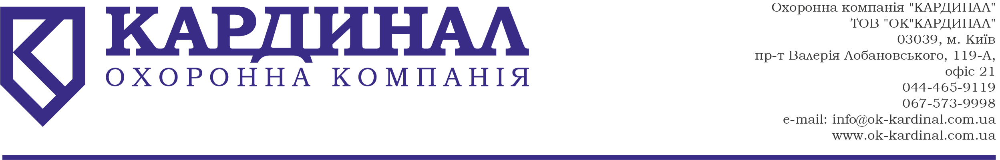 КАРДИНАЛ
ОХОРОННА КОМПАНІЯ
Охоронна компанія "КАРДИНАЛ"
ТОВ "ОК"КАРДИНАЛ"
03039, м. Київ
пр-т Валерія Лобановського, 119-А,
офіс 21
044-465-9119
067-573-9998
e-mail: info@ok-kardinal.com.ua
www.ok-kardinal.com.ua